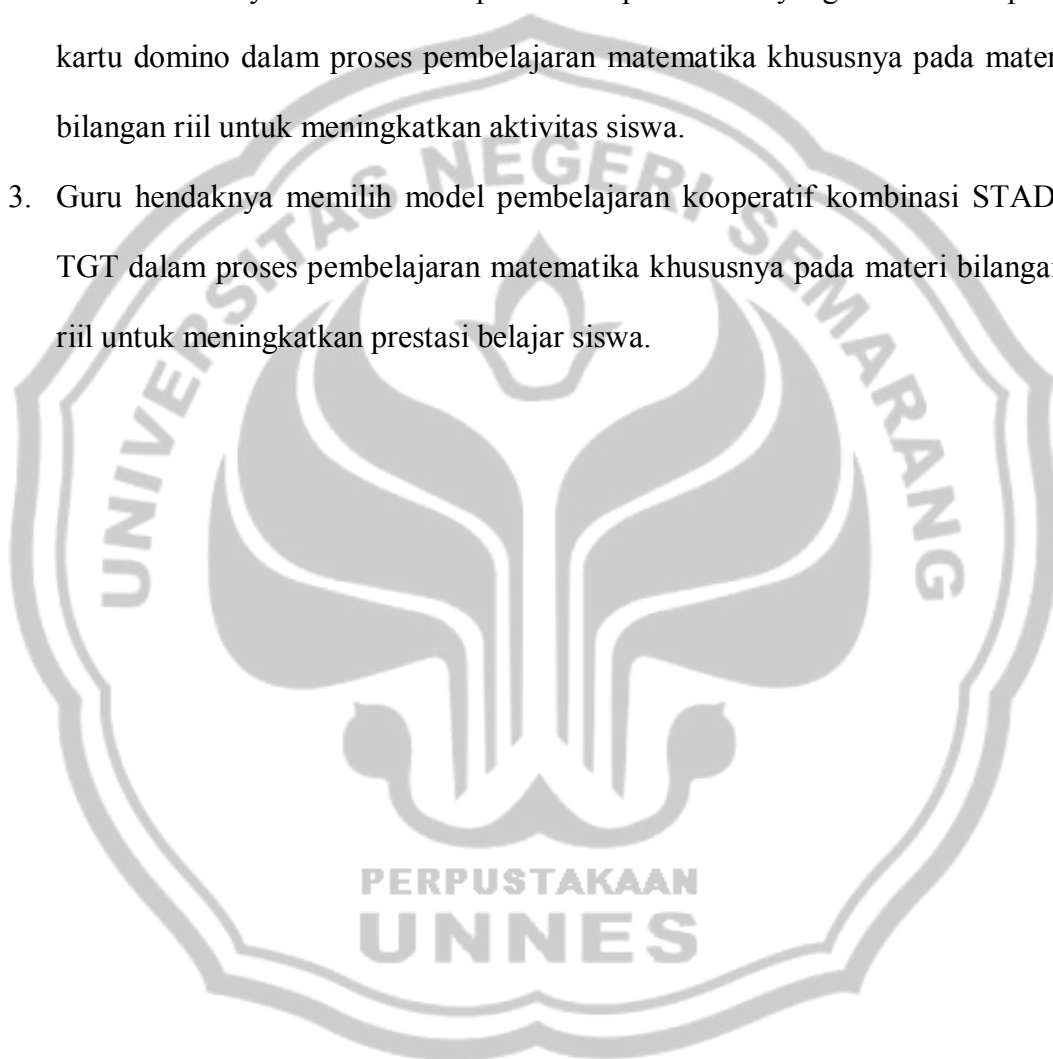 kartu domino dalam proses pembelajaran matematika khususnya pada materi
bilangan riil untuk meningkatkan aktivitas siswa.
3. Guru hendaknya memilih model pembelajaran kooperatif kombinasi STAD
TGT dalam proses pembelajaran matematika khususnya pada materi bilangan
riil untuk meningkatkan prestasi belajar siswa.
UNIVERSITAS NEGERI SEMARANG
PERPUSTAKAAN
UNNES